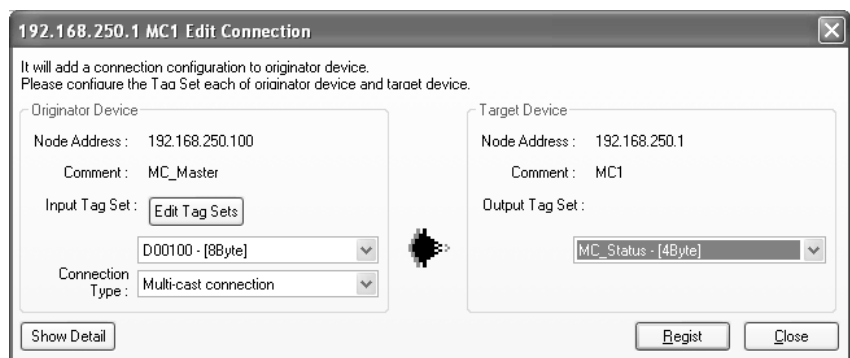 192.168.250.1 MC1 Edit Connection
It will add a connection configuration to originator device.
Please configure the Tag Set each of originator device and target device.
Originator Device
Node Address : 192.168.250.100
Comment : MC_Master
Input Tag Set : Edit Tag Sets
D00100 - [8Byte]
Connection
Type : Multi-cast connection
Target Device
Node Address : 192.168.250.1
Comment : MC1
Output Tag Set :
MC_Status - [4Byte]
Show Detail
Regist
Close